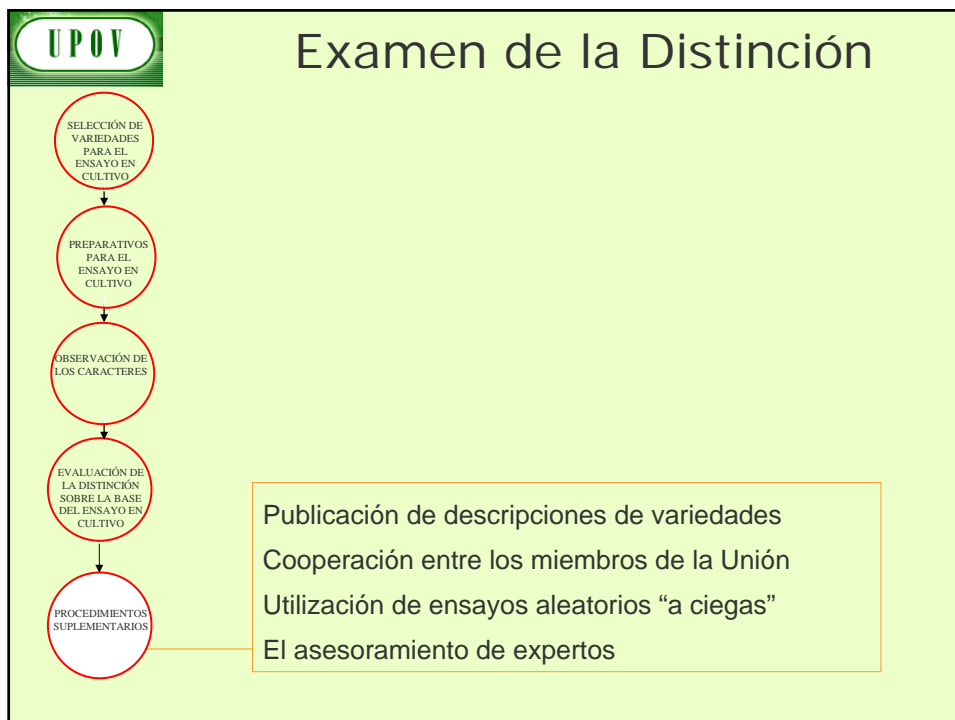 UPOV
Examen de la Distinción
SELECCIÓN DE
VARIEDADES
PARA EL
ENSAYO EN
CULTIVO
PREPARATIVOS
PARA EL
ENSAYO EN
CULTIVO
OBSERVACIÓN DE
LOS CARACTERES
EVALUACIÓN DE
LA DISTINCIÓN
SOBRE LA BASE
DEL ENSAYO EN
CULTIVO
PROCEDIMIENTOS
SUPLEMENTARIOS
Publicación de descripciones de variedades
Cooperación entre los miembros de la Unión
Utilización de ensayos aleatorios “a ciegas”
El asesoramiento de expertos